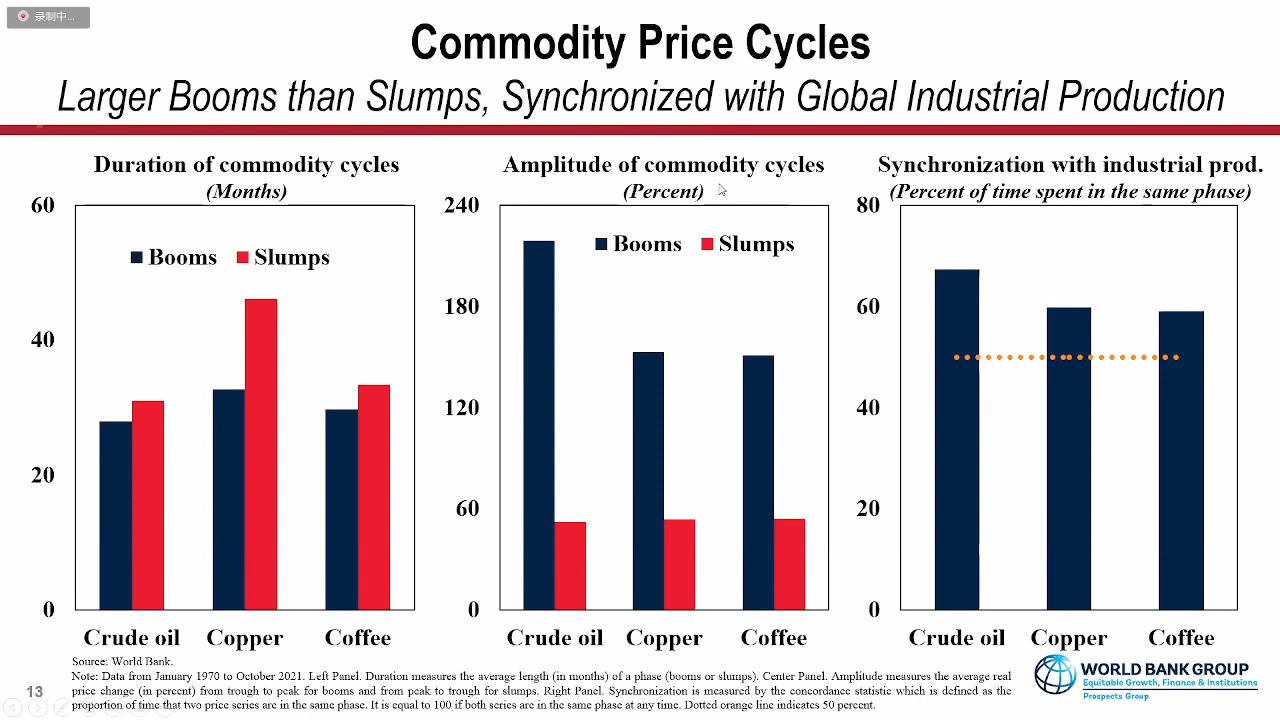 录制中...
Commodity Price Cycles
Larger Booms than Slumps, Synchronized with Global Industrial Production
Duration of commodity cycles
(Months)
60
40
20
0
Booms
Slumps
Crude oil
Copper
Coffee
Amplitude of commodity cycles
(Percent)
240
180
120
60
0
Booms
Slumps
Crude oil
Copper
Coffee
Synchronization with industrial prod.
(Percent of time spent in the same phase)
80
60
40
20
0
Crude oil
Copper
Coffee
Source: World Bank.
Note: Data from January 1970 to October 2021. Left Panel. Duration measures the average length (in months) of a phase (booms or slumps). Center Panel. Amplitude measures the average real
price change (in percent) from trough to peak for booms and from peak to trough for slumps. Right Panel. Synchronization is measured by the concordance statistic which is defined as the
proportion of time that two price series are in the same phase. It is equal to 100 if both series are in the same phase at any time. Dotted orange line indicates 50 percent.
13
WORLD BANK GROUP
Equitable Growth, Finance & Institutions
Prospects Group